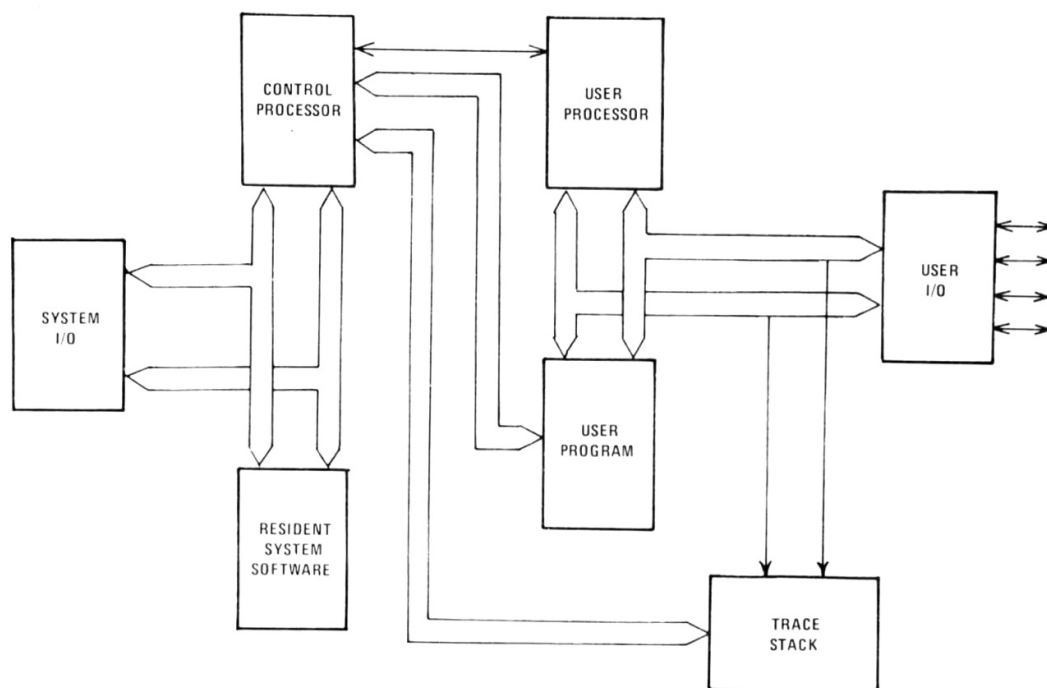 CONTROL
PROCESSOR
USER
PROCESSOR
SYSTEM
I/O
USER
I/O
USER
PROGRAM
RESIDENT
SYSTEM
SOFTWARE
TRACE
STACK